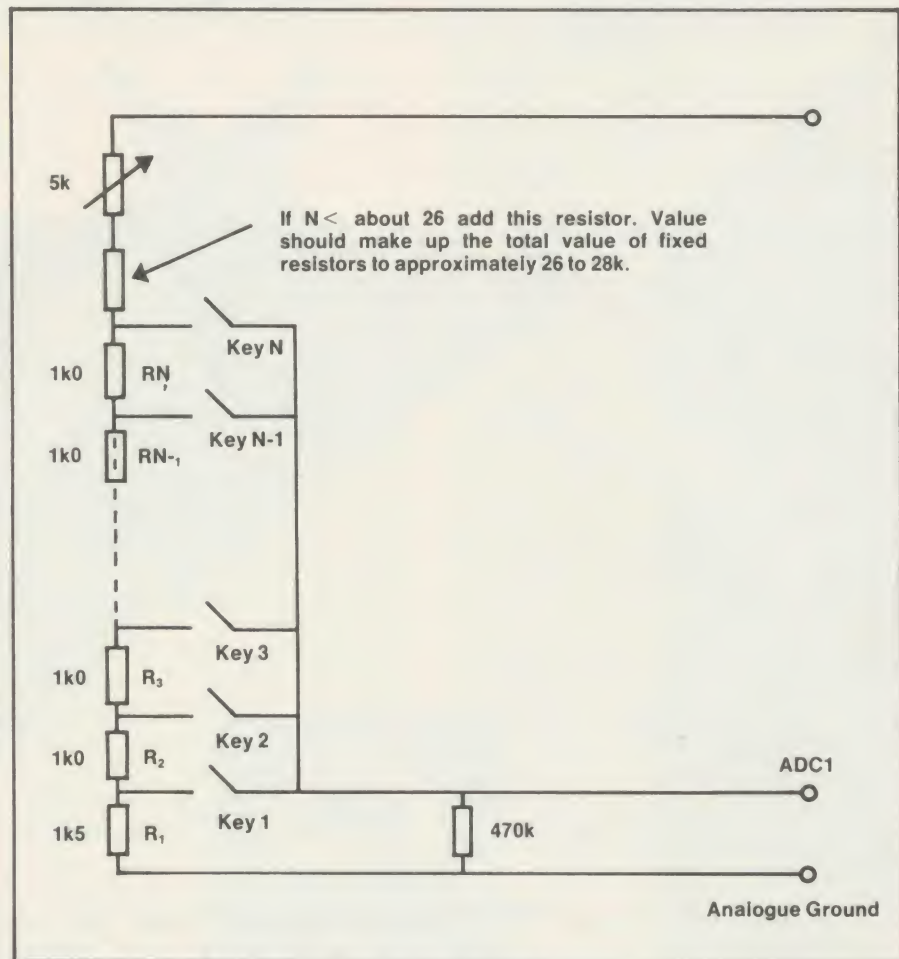 5k
If N < about 26 add this resistor. Value
should make up the total value of fixed
resistors to approximately 26 to 28k.
Key N
1k0 RN,
Key N-1
1k0 RN-₁
Key 3
1k0 R₃
Key 2
1k0 R₂
ADC1
Key 1
1k5 R₁
470k
Analogue Ground